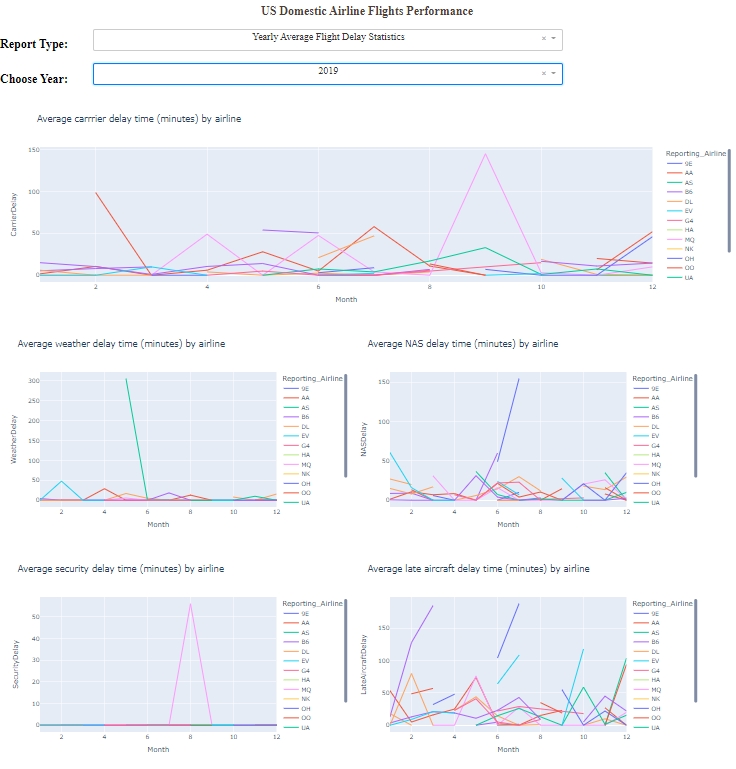 US Domestic Airline Flights Performance
Report Type:
Yearly Average Flight Delay Statistics
×
Choose Year:
2019
×
Average carrrier delay time (minutes) by airline
CarrierDelay
150
100
50
0
2
4
6
8
10
12
Month
Reporting_Airline
9E
AA
AS
B6
DL
EV
G4
HA
MQ
NK
OH
OO
UA
Average weather delay time (minutes) by airline
WeatherDelay
300
250
200
150
100
50
0
2
4
6
8
10
12
Month
Reporting_Airline
9E
AA
AS
B6
DL
EV
G4
HA
MQ
NK
OH
OO
UA
Average NAS delay time (minutes) by airline
NASDelay
150
100
50
0
2
4
6
8
10
12
Month
Reporting_Airline
9E
AA
AS
B6
DL
EV
G4
HA
MQ
NK
OH
OO
UA
Average security delay time (minutes) by airline
SecurityDelay
50
40
30
20
10
0
2
4
6
8
10
12
Month
Reporting_Airline
9E
AA
AS
B6
DL
EV
G4
HA
MQ
NK
OH
OO
UA
Average late aircraft delay time (minutes) by airline
LateAircraftDelay
150
100
50
0
2
4
6
8
10
12
Month
Reporting_Airline
9E
AA
AS
B6
DL
EV
G4
HA
MQ
NK
OH
OO
UA